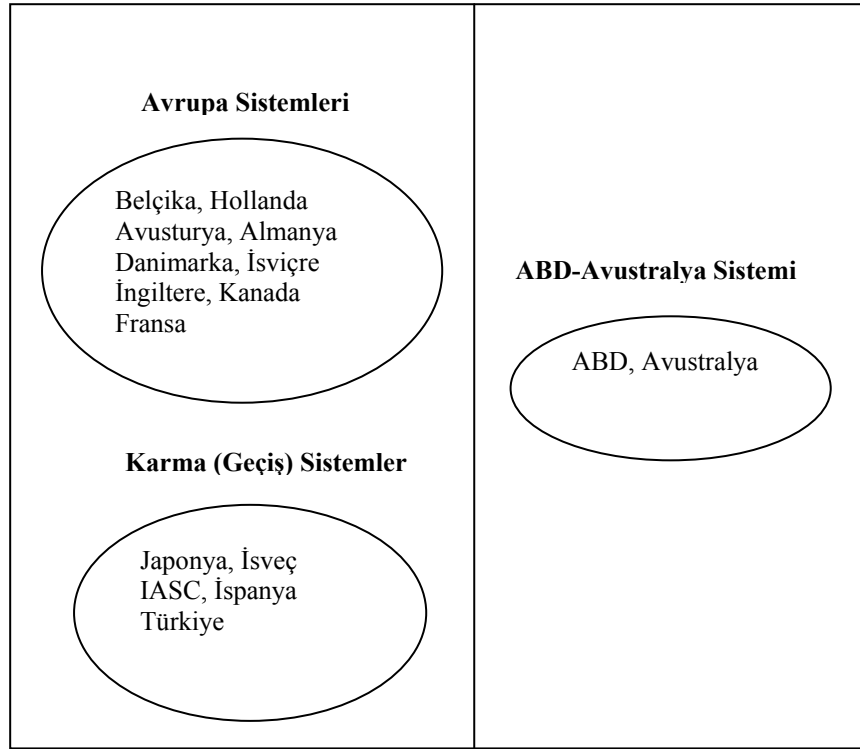 Avrupa Sistemleri
Belçika, Hollanda
Avusturya, Almanya
Danimarka, İsviçre
İngiltere, Kanada
Fransa
Karma (Geçiş) Sistemler
Japonya, İsveç
IASC, İspanya
Türkiye
ABD-Avustralya Sistemi
ABD, Avustralya